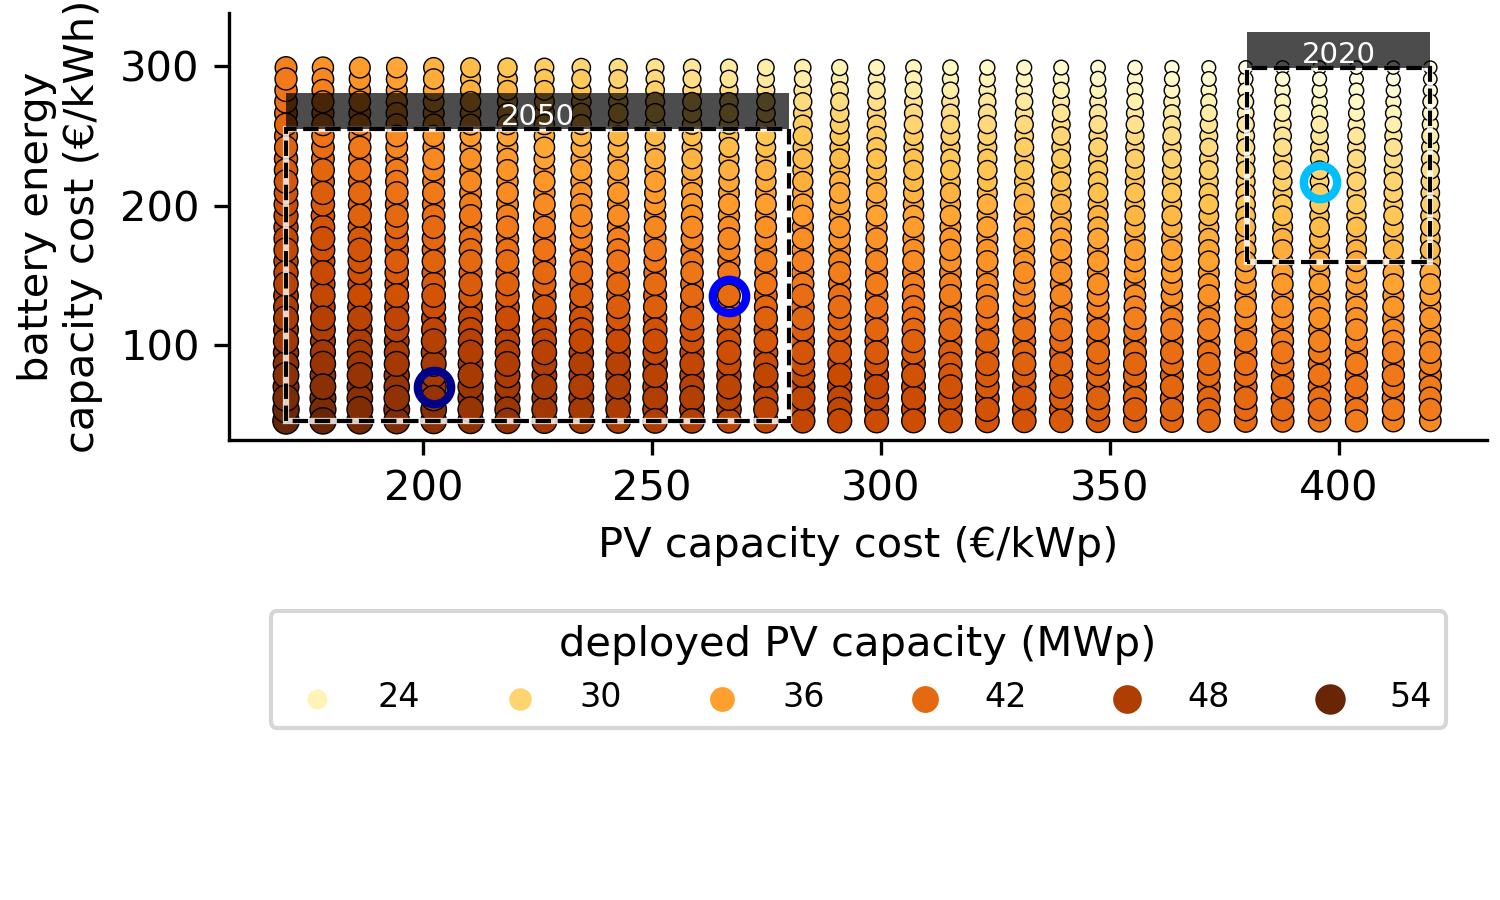 battery energy
capacity cost (€/kWh)
300
200
100
2050
2020
200 250 300 350 400
PV capacity cost (€/kWp)
deployed PV capacity (MWp)
24 30 36 42 48 54